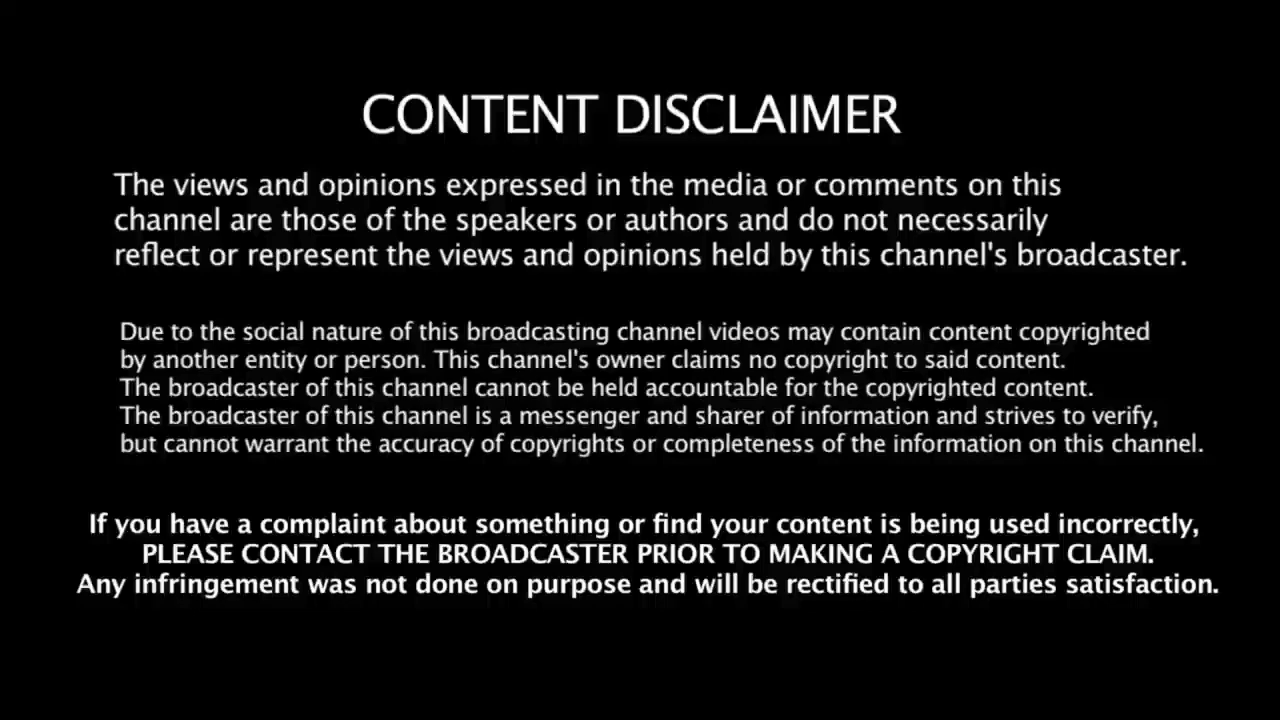 CONTENT DISCLAIMER
The views and opinions expressed in the media or comments on this
channel are those of the speakers or authors and do not necessarily
reflect or represent the views and opinions held by this channel's broadcaster.
Due to the social nature of this broadcasting channel videos may contain content copyrighted
by another entity or person. This channel's owner claims no copyright to said content.
The broadcaster of this channel cannot be held accountable for the copyrighted content.
The broadcaster of this channel is a messenger and sharer of information and strives to verify,
but cannot warrant the accuracy of copyrights or completeness of the information on this channel.
If you have a complaint about something or find your content is being used incorrectly,
PLEASE CONTACT THE BROADCASTER PRIOR TO MAKING A COPYRIGHT CLAIM.
Any infringement was not done on purpose and will be rectified to all parties satisfaction.